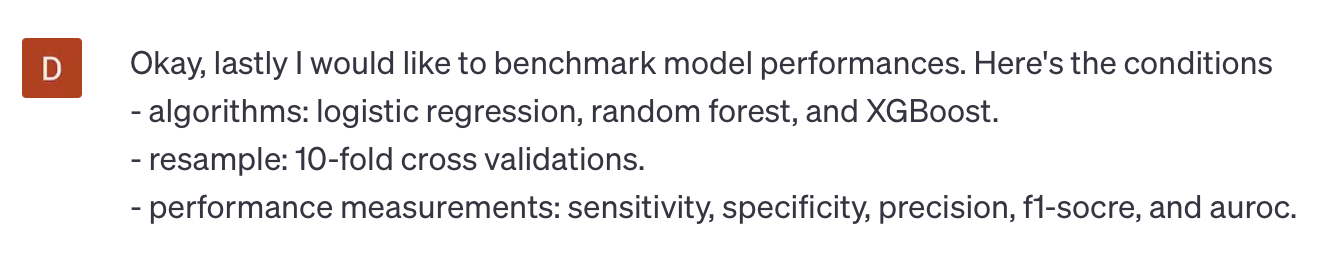 D
Okay, lastly I would like to benchmark model performances. Here's the conditions
- algorithms: logistic regression, random forest, and XGBoost.
- resample: 10-fold cross validations.
- performance measurements: sensitivity, specificity, precision, f1-socre, and auroc.